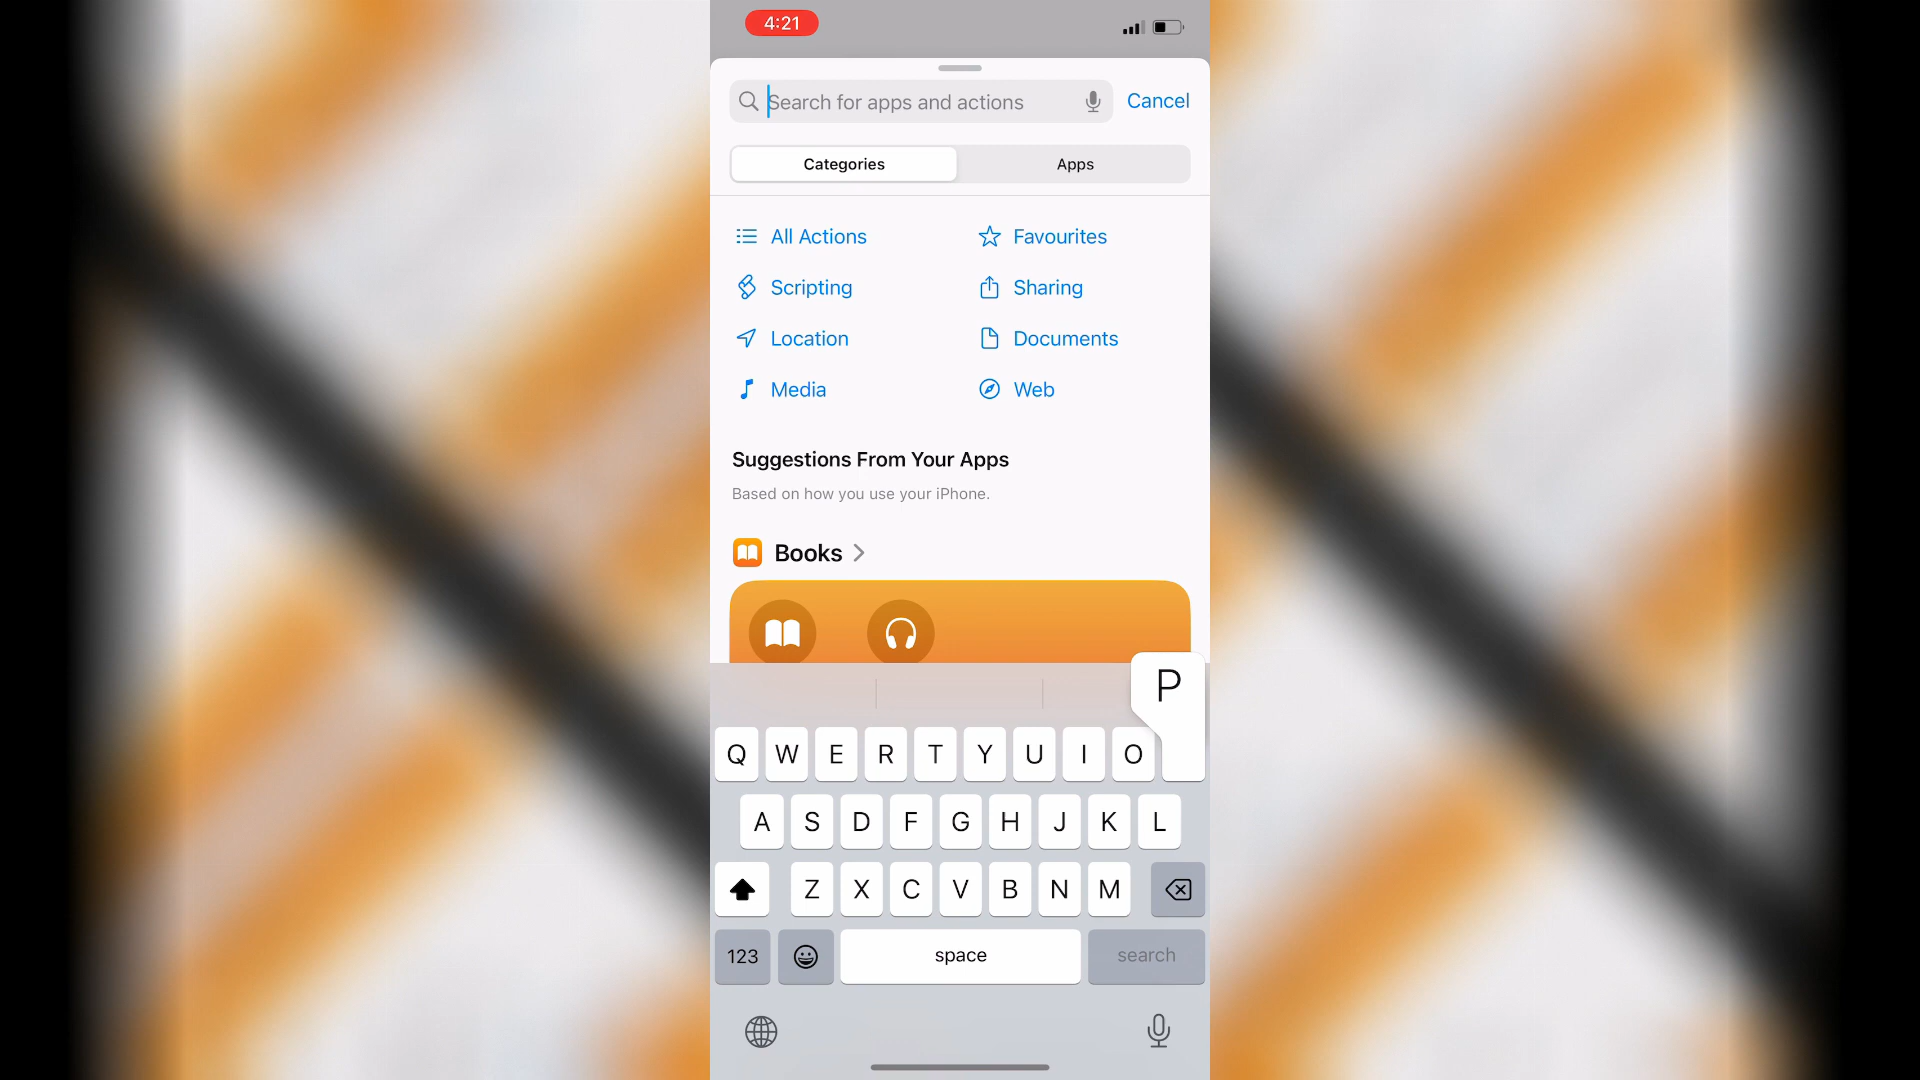 4:21
Search for apps and actions
Cancel
Categories
Apps
All Actions
Favourites
Scripting
Sharing
Location
Documents
Media
Web
Suggestions From Your Apps
Based on how you use your iPhone.
Books
P
Q W E R T Y U I O
A S D F G H J K L
Z X C V B N M
123
space
search